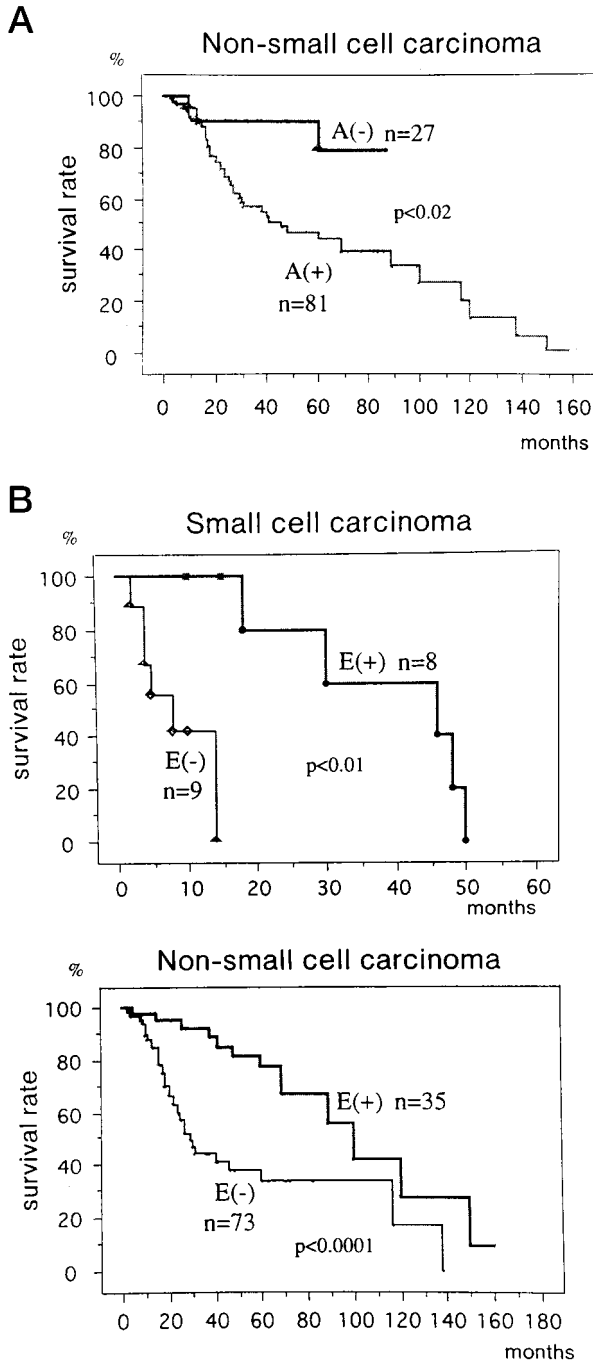 A
Non-small cell carcinoma
%
100
80
60
40
20
0
survival rate
A(-) n=27
p<0.02
A(+)
n=81
0 20 40 60 80 100 120 140 160
months
B
Small cell carcinoma
%
100
80
60
40
20
0
survival rate
E(+) n=8
E(-)
n=9
p<0.01
0 10 20 30 40 50 60
months
Non-small cell carcinoma
%
100
80
60
40
20
0
survival rate
E(+) n=35
E(-)
n=73
p<0.0001
0 20 40 60 80 100 120 140 160 180
months